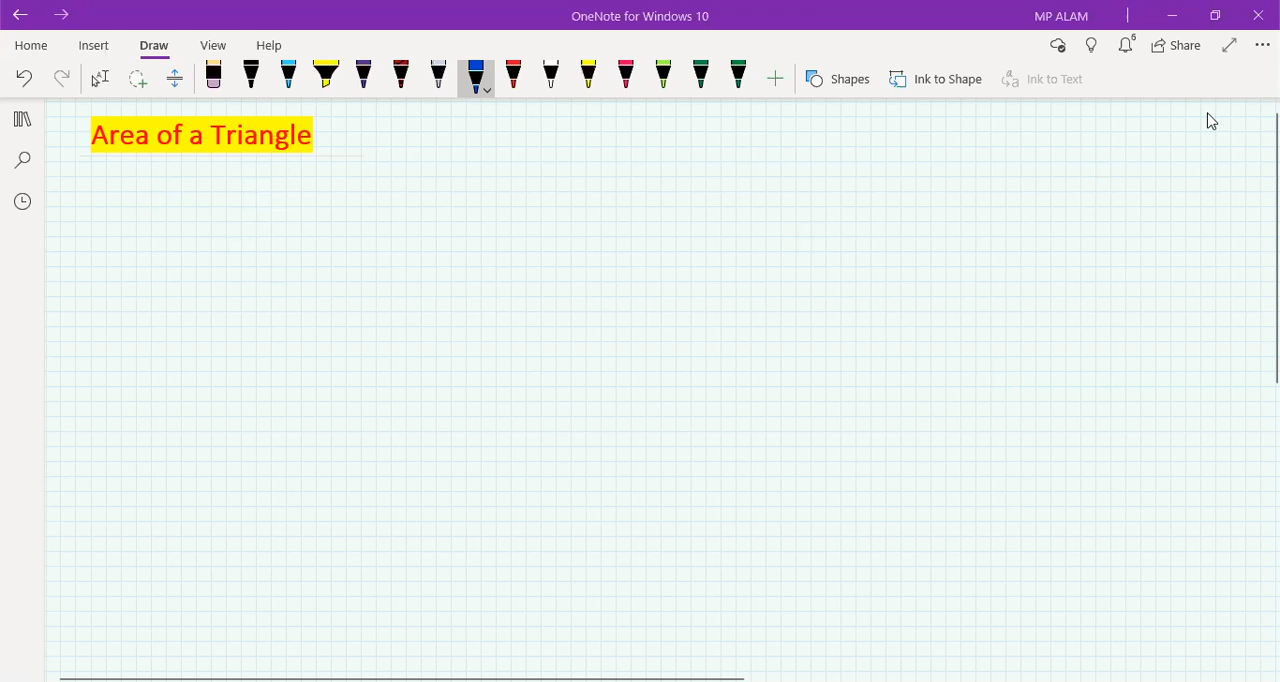 OneNote for Windows 10
MP ALAM
Home Insert Draw View Help
6
Share
Shapes
Ink to Shape
Ink to Text
Area of a Triangle